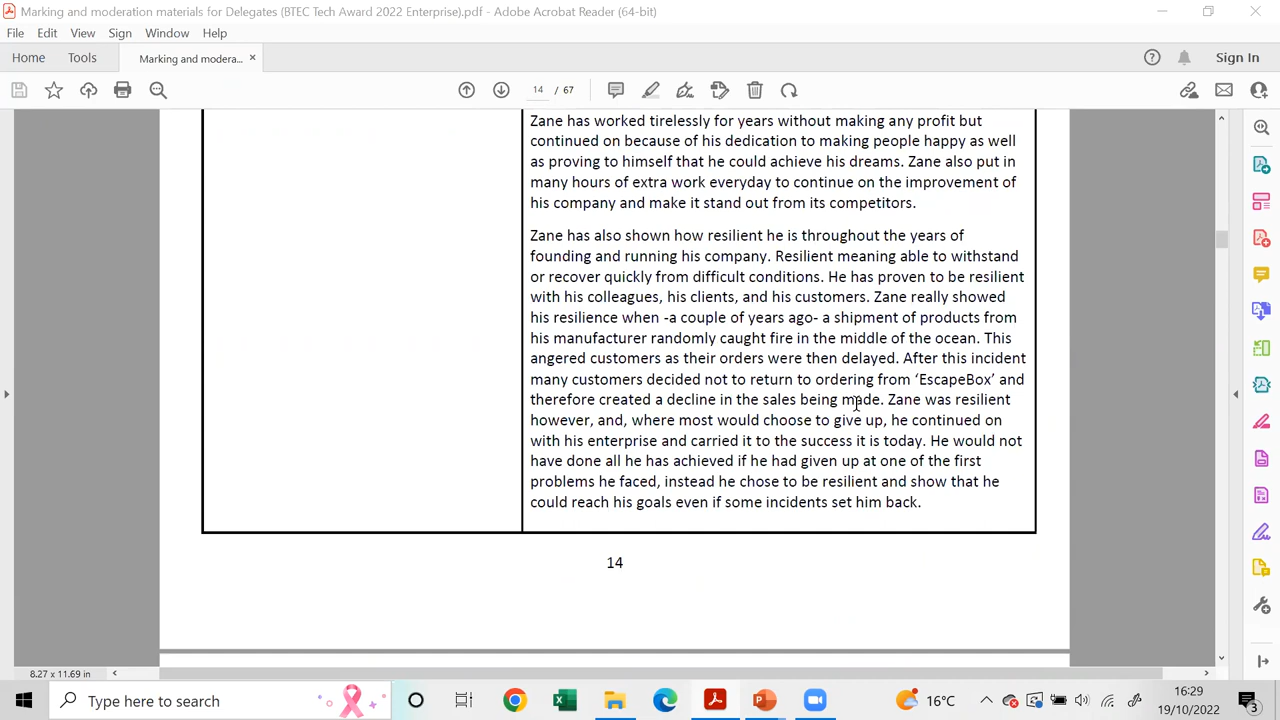 Marking and moderation materials for Delegates (BTEC Tech Award 2022 Enterprise).pdf - Adobe Acrobat Reader (64-bit)
File Edit View Sign Window Help
Home Tools Marking and modera... × Sign In
14 / 67
Zane has worked tirelessly for years without making any profit but
continued on because of his dedication to making people happy as well
as proving to himself that he could achieve his dreams. Zane also put in
many hours of extra work everyday to continue on the improvement of
his company and make it stand out from its competitors.
Zane has also shown how resilient he is throughout the years of
founding and running his company. Resilient meaning able to withstand
or recover quickly from difficult conditions. He has proven to be resilient
with his colleagues, his clients, and his customers. Zane really showed
his resilience when -a couple of years ago- a shipment of products from
his manufacturer randomly caught fire in the middle of the ocean. This
angered customers as their orders were then delayed. After this incident
many customers decided not to return to ordering from ‘EscapeBox’ and
therefore created a decline in the sales being made. Zane was resilient
however, and, where most would choose to give up, he continued on
with his enterprise and carried it to the success it is today. He would not
have done all he has achieved if he had given up at one of the first
problems he faced, instead he chose to be resilient and show that he
could reach his goals even if some incidents set him back.
14
8.27 x 11.69 in
Type here to search
16°C
16:29
19/10/2022
3